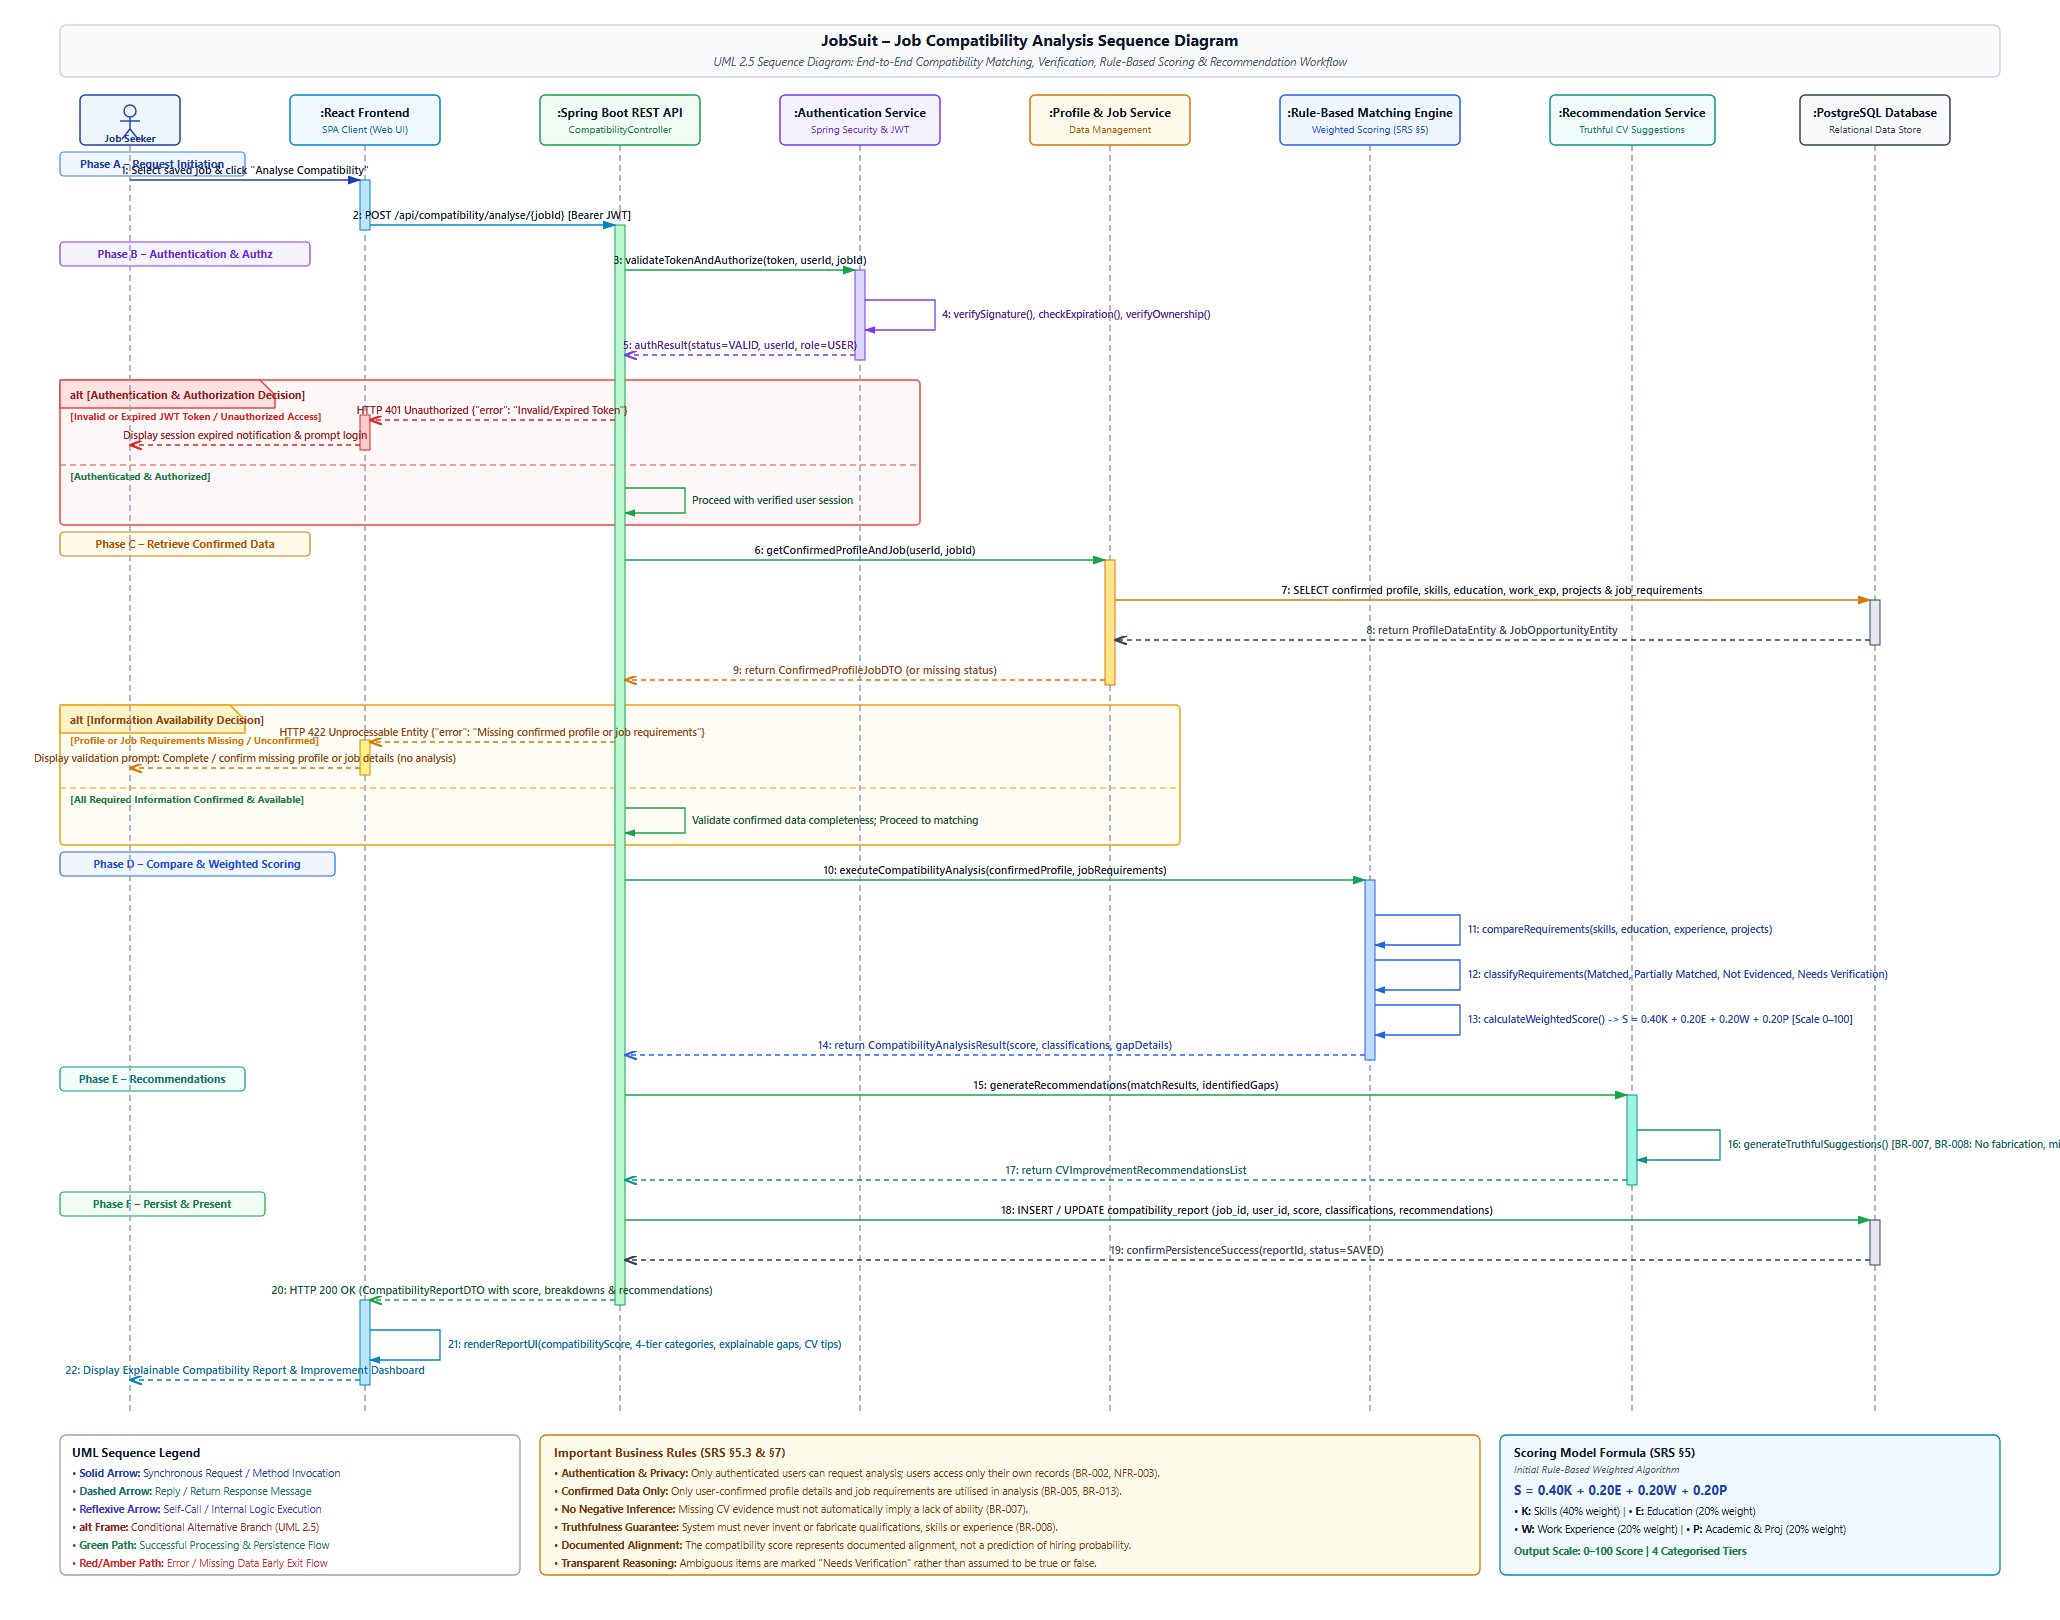 JobSuit – Job Compatibility Analysis Sequence Diagram
UML 2.5 Sequence Diagram: End-to-End Compatibility Matching, Verification, Rule-Based Scoring & Recommendation Workflow
Job Seeker
:React Frontend
SPA Client (Web UI)
:Spring Boot REST API
CompatibilityController
:Authentication Service
Spring Security & JWT
:Profile & Job Service
Data Management
:Rule-Based Matching Engine
Weighted Scoring (SRS §5)
:Recommendation Service
Truthful CV Suggestions
:PostgreSQL Database
Relational Data Store
Phase A – Request Initiation
1: Select saved job & click "Analyse Compatibility"
2: POST /api/compatibility/analyse/{jobId} [Bearer JWT]
Phase B – Authentication & Authz
3: validateTokenAndAuthorize(token, userId, jobId)
4: verifySignature(), checkExpiration(), verifyOwnership()
5: authResult(status=VALID, userId, role=USER)
alt [Authentication & Authorization Decision]
HTTP 401 Unauthorized {"error": "Invalid/Expired Token"}
[Invalid or Expired JWT Token / Unauthorized Access]
Display session expired notification & prompt login
[Authenticated & Authorized]
Proceed with verified user session
Phase C – Retrieve Confirmed Data
6: getConfirmedProfileAndJob(userId, jobId)
7: SELECT confirmed profile, skills, education, work_exp, projects & job_requirements
8: return ProfileDataEntity & JobOpportunityEntity
9: return ConfirmedProfileJobDTO (or missing status)
alt [Information Availability Decision]
HTTP 422 Unprocessable Entity {"error": "Missing confirmed profile or job requirements"}
[Profile or Job Requirements Missing / Unconfirmed]
Display validation prompt: Complete / confirm missing profile or job details (no analysis)
[All Required Information Confirmed & Available]
Validate confirmed data completeness; Proceed to matching
Phase D – Compare & Weighted Scoring
10: executeCompatibilityAnalysis(confirmedProfile, jobRequirements)
11: compareRequirements(skills, education, experience, projects)
12: classifyRequirements(Matched, Partially Matched, Not Evidenced, Needs Verification)
13: calculateWeightedScore() -> S = 0.40K + 0.20E + 0.20W + 0.20P [Scale 0–100]
14: return CompatibilityAnalysisResult(score, classifications, gapDetails)
Phase E – Recommendations
15: generateRecommendations(matchResults, identifiedGaps)
16: generateTruthfulSuggestions() [BR-007, BR-008: No fabrication, mi
17: return CVImprovementRecommendationsList
Phase F – Persist & Present
18: INSERT / UPDATE compatibility_report (job_id, user_id, score, classifications, recommendations)
19: confirmPersistenceSuccess(reportId, status=SAVED)
20: HTTP 200 OK (CompatibilityReportDTO with score, breakdowns & recommendations)
21: renderReportUI(compatibilityScore, 4-tier categories, explainable gaps, CV tips)
22: Display Explainable Compatibility Report & Improvement Dashboard
UML Sequence Legend
• Solid Arrow: Synchronous Request / Method Invocation
• Dashed Arrow: Reply / Return Response Message
• Reflexive Arrow: Self-Call / Internal Logic Execution
• alt Frame: Conditional Alternative Branch (UML 2.5)
• Green Path: Successful Processing & Persistence Flow
• Red/Amber Path: Error / Missing Data Early Exit Flow
Important Business Rules (SRS §5.3 & §7)
• Authentication & Privacy: Only authenticated users can request analysis; users access only their own records (BR-002, NFR-003).
• Confirmed Data Only: Only user-confirmed profile details and job requirements are utilised in analysis (BR-005, BR-013).
• No Negative Inference: Missing CV evidence must not automatically imply a lack of ability (BR-007).
• Truthfulness Guarantee: System must never invent or fabricate qualifications, skills or experience (BR-008).
• Documented Alignment: The compatibility score represents documented alignment, not a prediction of hiring probability.
• Transparent Reasoning: Ambiguous items are marked "Needs Verification" rather than assumed to be true or false.
Scoring Model Formula (SRS §5)
Initial Rule-Based Weighted Algorithm
S = 0.40K + 0.20E + 0.20W + 0.20P
• K: Skills (40% weight) | • E: Education (20% weight)
• W: Work Experience (20% weight) | • P: Academic & Proj (20% weight)
Output Scale: 0–100 Score | 4 Categorised Tiers